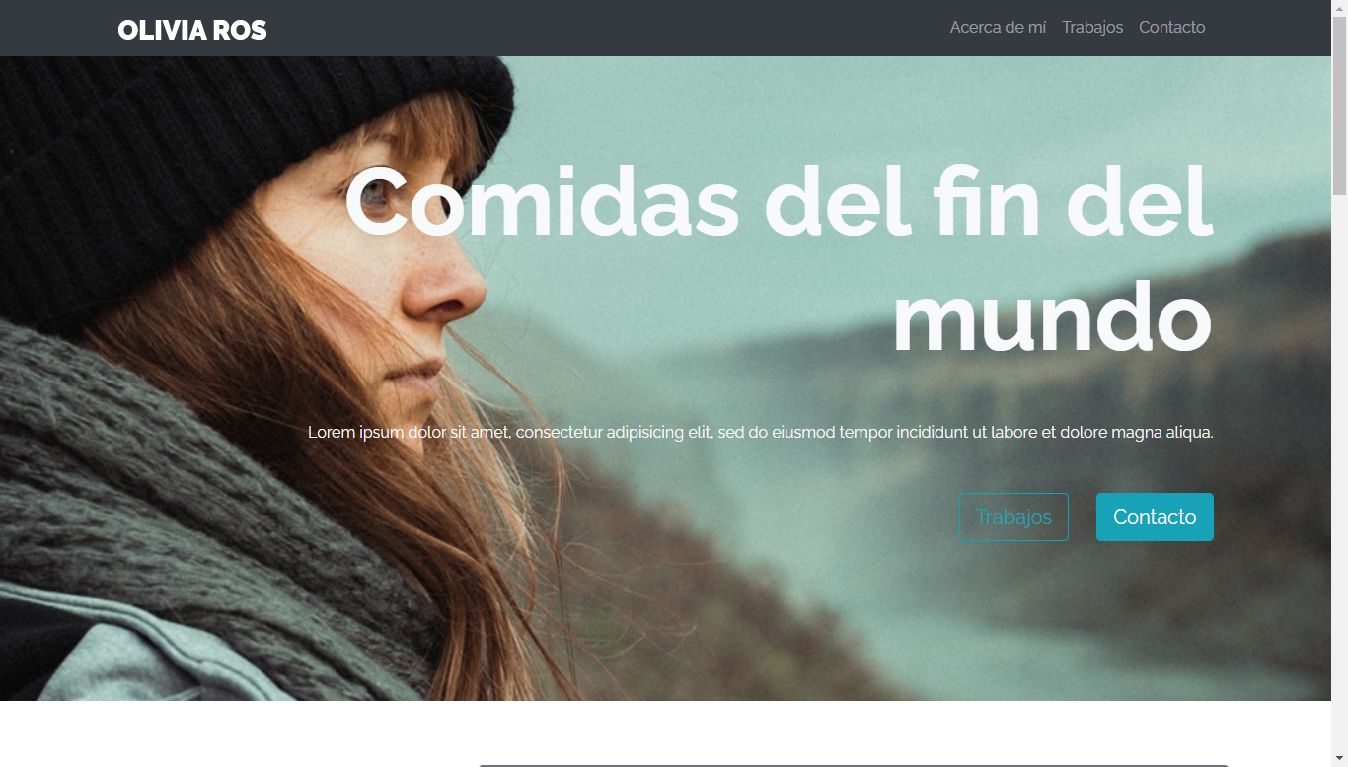 OLIVIA ROS
Acerca de mí Trabajos Contacto
Comidas del fin del
mundo
Lorem ipsum dolor sit amet, consectetur adipisicing elit, sed do eiusmod tempor incididunt ut labore et dolore magna aliqua.
Trabajos Contacto